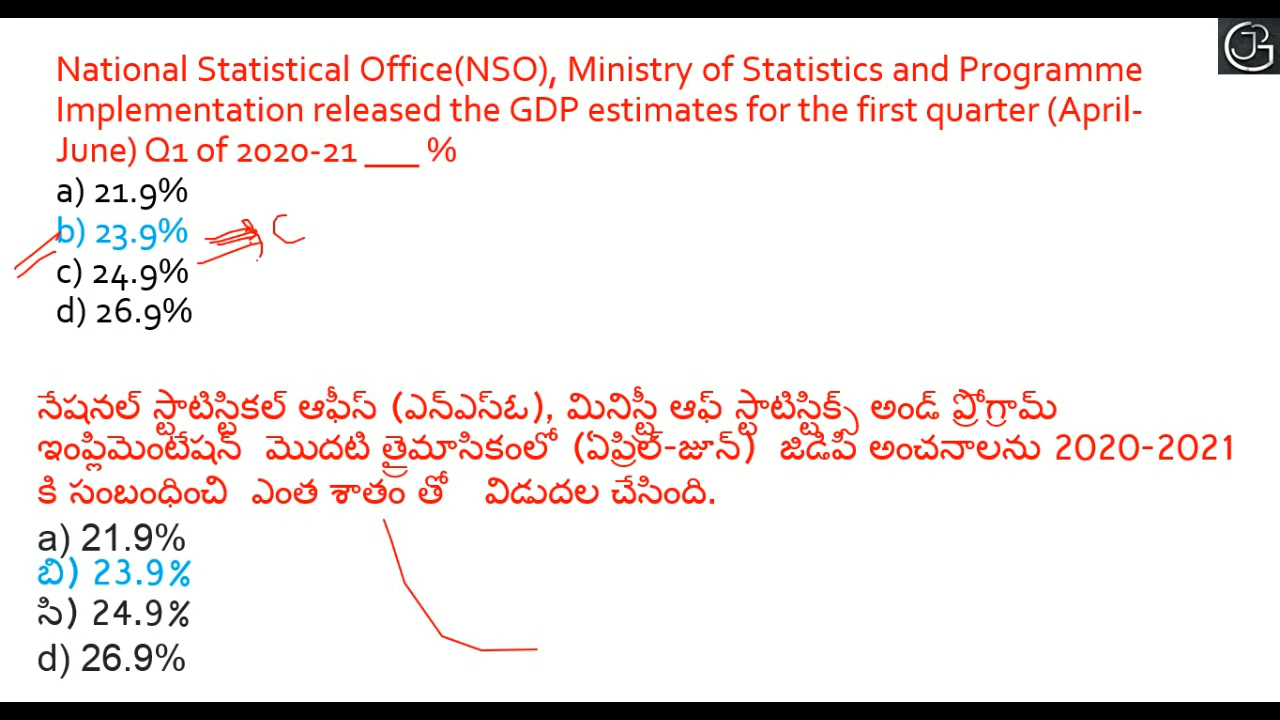 National Statistical Office(NSO), Ministry of Statistics and Programme
Implementation released the GDP estimates for the first quarter (April-
June) Q1 of 2020-21 ___ %
a) 21.9%
b) 23.9%
c) 24.9%
d) 26.9%
నేషనల్ స్టాటిస్టికల్ ఆఫీస్ (ఎన్ఎస్ఓ), మినిస్ట్రీ ఆఫ్ స్టాటిస్టిక్స్ అండ్ ప్రోగ్రామ్
ఇంప్లిమెంటేషన్ మొదటి త్రైమాసికంలో (ఏప్రిల్-జూన్) జిడిపి అంచనాలను 2020-2021
కి సంబంధించి ఎంత శాతం తో విడుదల చేసింది.
a) 21.9%
బి) 23.9%
సి) 24.9%
d) 26.9%